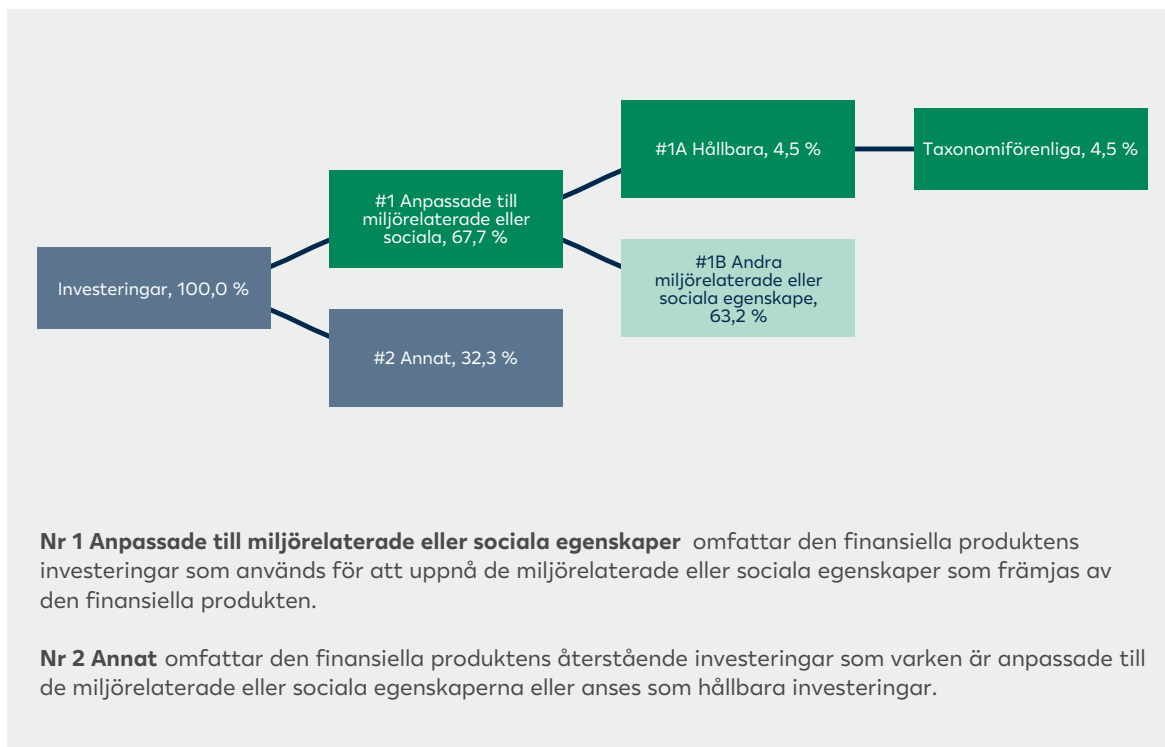 #1A Hållbara, 4,5 %
Taxonomiförenliga, 4,5 %
#1 Anpassade till
miljörelaterade eller
sociala, 67,7 %
#1B Andra
miljörelaterade eller
sociala egenskape,
63,2 %
Investeringar, 100,0 %
#2 Annat, 32,3 %
Nr 1 Anpassade till miljörelaterade eller sociala egenskaper omfattar den finansiella produktens
investeringar som används för att uppnå de miljörelaterade eller sociala egenskaper som främjas av
den finansiella produkten.
Nr 2 Annat omfattar den finansiella produktens återstående investeringar som varken är anpassade till
de miljörelaterade eller sociala egenskaperna eller anses som hållbara investeringar.